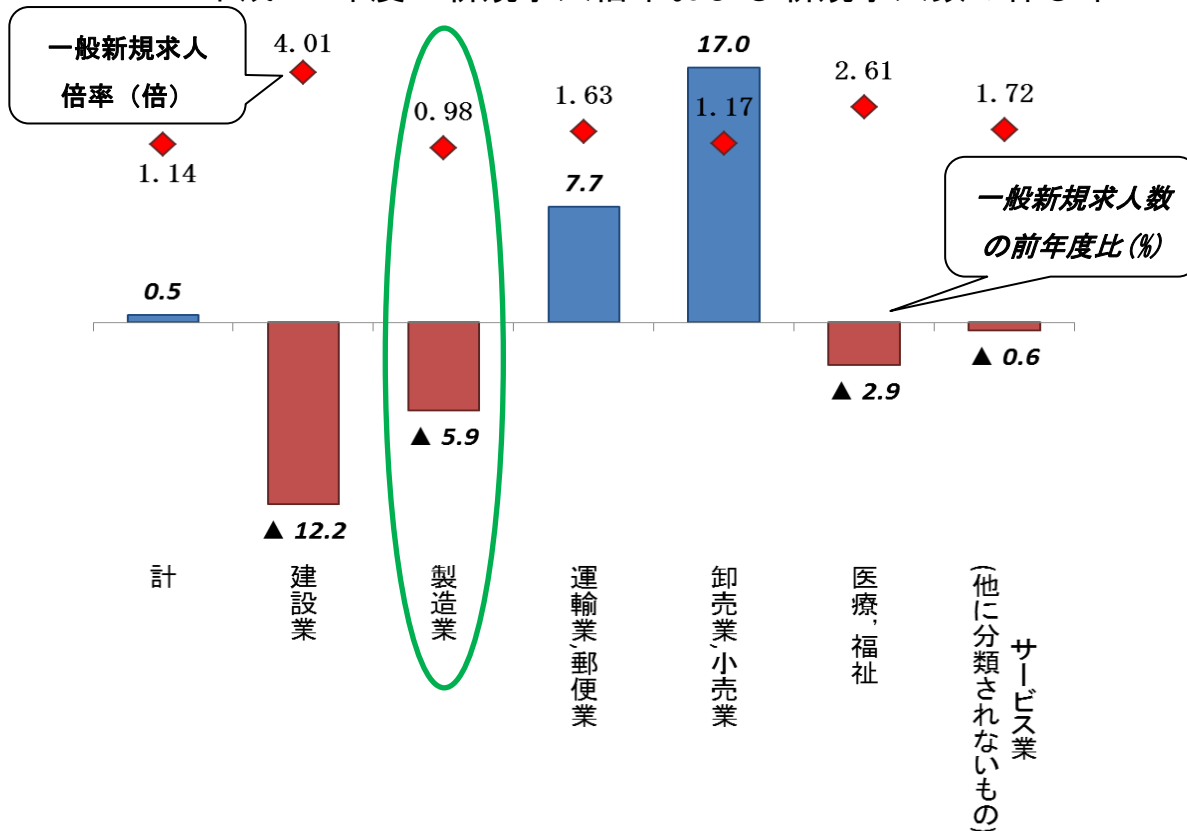 一般新規求人
倍率（倍）
4.01
17.0
0.98
1.63
1.17
2.61
1.72
1.14
7.7
一般新規求人数
の前年度比(%)
0.5
▲ 12.2
▲ 5.9
▲ 2.9
▲ 0.6
計
建設業
製造業
運輸業,郵便業
卸売業,小売業
医療,福祉
サービス業
(他に分類されないもの)